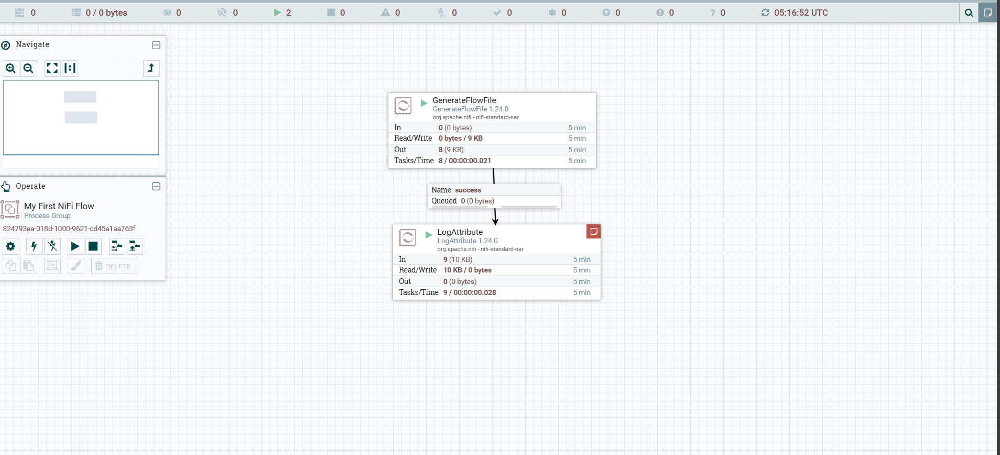 0 0 / 0 bytes 0 0 2 0 0 0 0 0 0 0 ? 0 05:16:52 UTC
Navigate
Operate
My First NiFi Flow
Process Group
824793ea-018d-1000-9621-cd45a1aa763f
DELETE
GenerateFlowFile
GenerateFlowFile 1.24.0
org.apache.nifi - nifi-standard-nar
In 0 (0 bytes) 5 min
Read/Write 0 bytes / 9 KB 5 min
Out 8 (9 KB) 5 min
Tasks/Time 8 / 00:00:00.021 5 min
Name success
Queued 0 (0 bytes)
LogAttribute
LogAttribute 1.24.0
org.apache.nifi - nifi-standard-nar
In 9 (10 KB) 5 min
Read/Write 10 KB / 0 bytes 5 min
Out 0 (0 bytes) 5 min
Tasks/Time 9 / 00:00:00.028 5 min